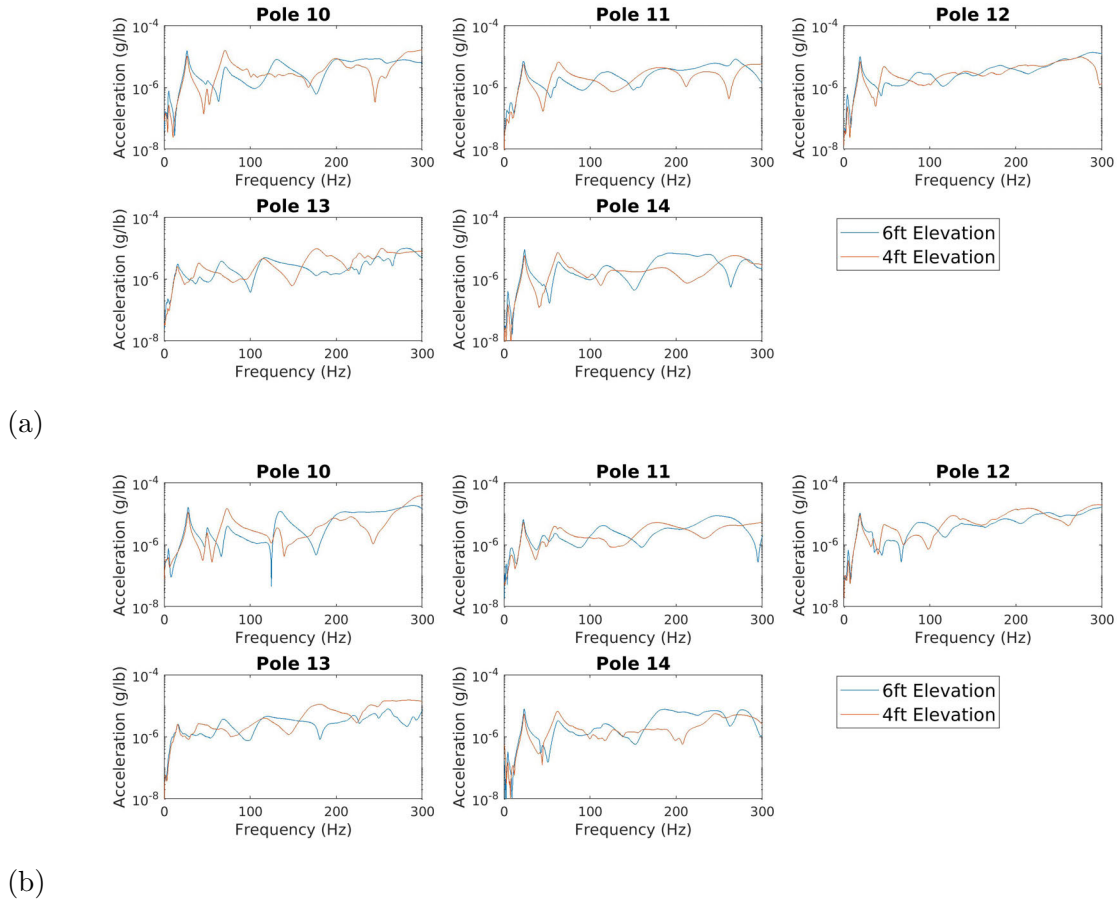 Pole 10
Pole 11
Pole 12
Acceleration (g/lb)
10-4
10-6
10-8
0 100 200 300
Frequency (Hz)
Acceleration (g/lb)
10-4
10-6
10-8
0 100 200 300
Frequency (Hz)
Acceleration (g/lb)
10-4
10-6
10-8
0 100 200 300
Frequency (Hz)
Pole 13
Pole 14
Acceleration (g/lb)
10-4
10-6
10-8
0 100 200 300
Frequency (Hz)
Acceleration (g/lb)
10-4
10-6
10-8
0 100 200 300
Frequency (Hz)
6ft Elevation
4ft Elevation
(a)
Pole 10
Pole 11
Pole 12
Acceleration (g/lb)
10-4
10-6
10-8
0 100 200 300
Frequency (Hz)
Acceleration (g/lb)
10-4
10-6
10-8
0 100 200 300
Frequency (Hz)
Acceleration (g/lb)
10-4
10-6
10-8
0 100 200 300
Frequency (Hz)
Pole 13
Pole 14
Acceleration (g/lb)
10-4
10-6
10-8
0 100 200 300
Frequency (Hz)
Acceleration (g/lb)
10-4
10-6
10-8
0 100 200 300
Frequency (Hz)
6ft Elevation
4ft Elevation
(b)